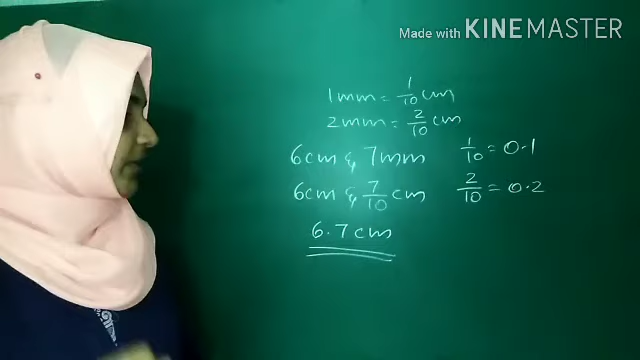 Made with KINEMASTER
1mm = 1/10 cm
2mm = 2/10 cm
6cm & 7mm 1/10 = 0.1
6cm & 7/10 cm 2/10 = 0.2
6.7cm